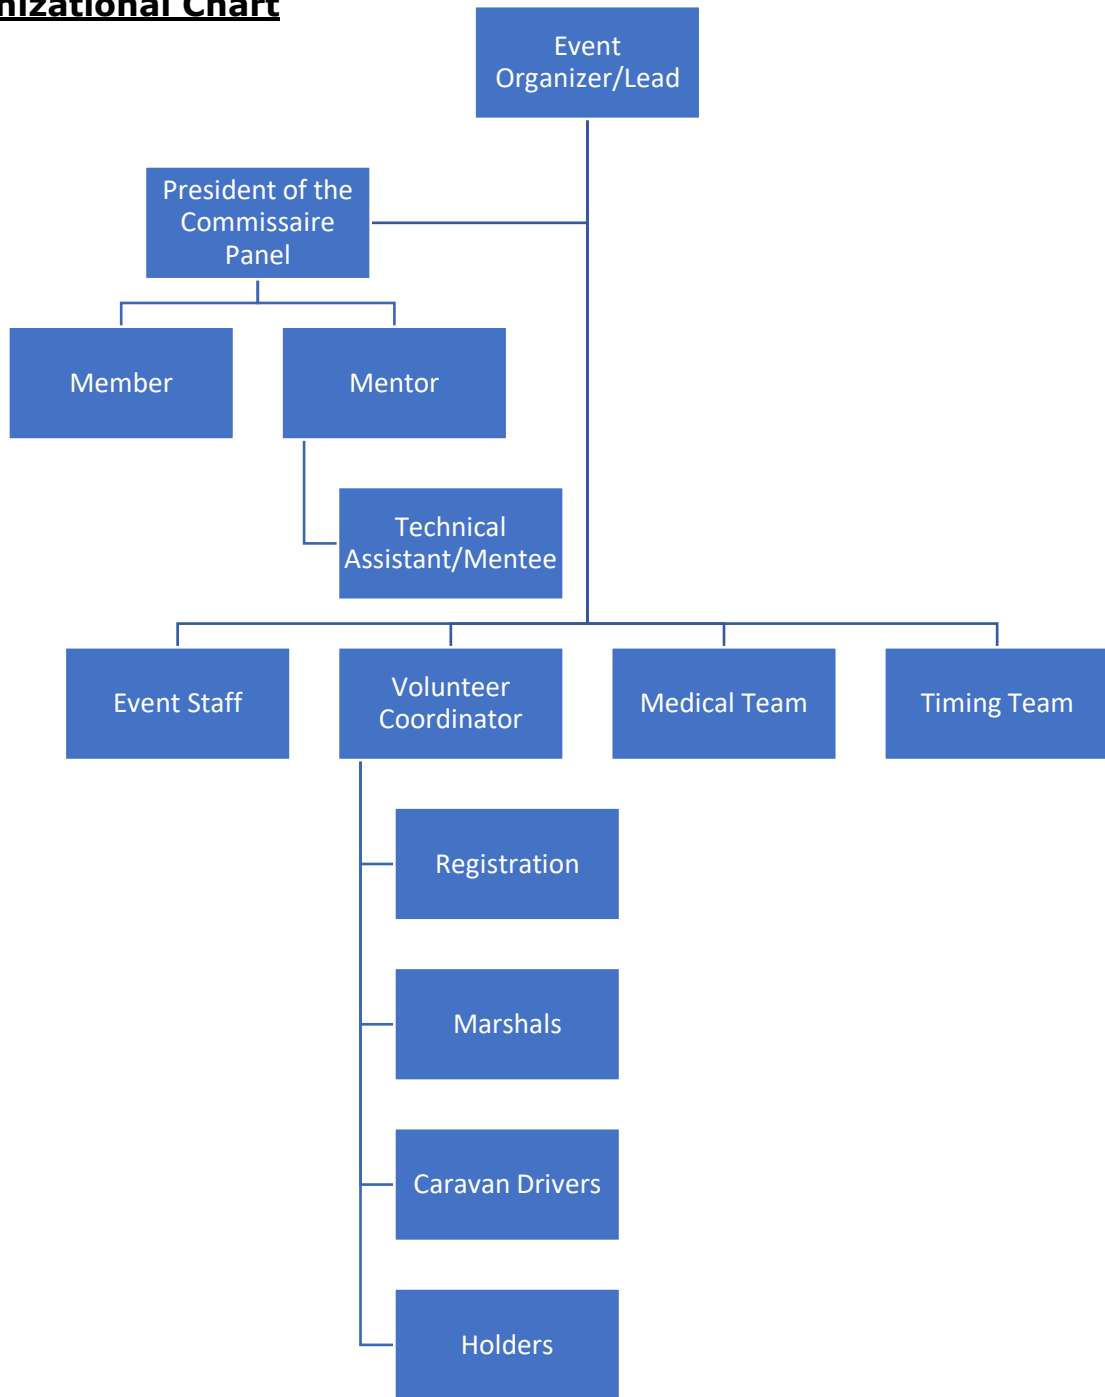 Chart
Event
Organizer/Lead
President of the
Commissaire
Panel
Member
Mentor
Technical
Assistant/Mentee
Event Staff
Volunteer
Coordinator
Medical Team
Timing Team
Registration
Marshals
Caravan Drivers
Holders